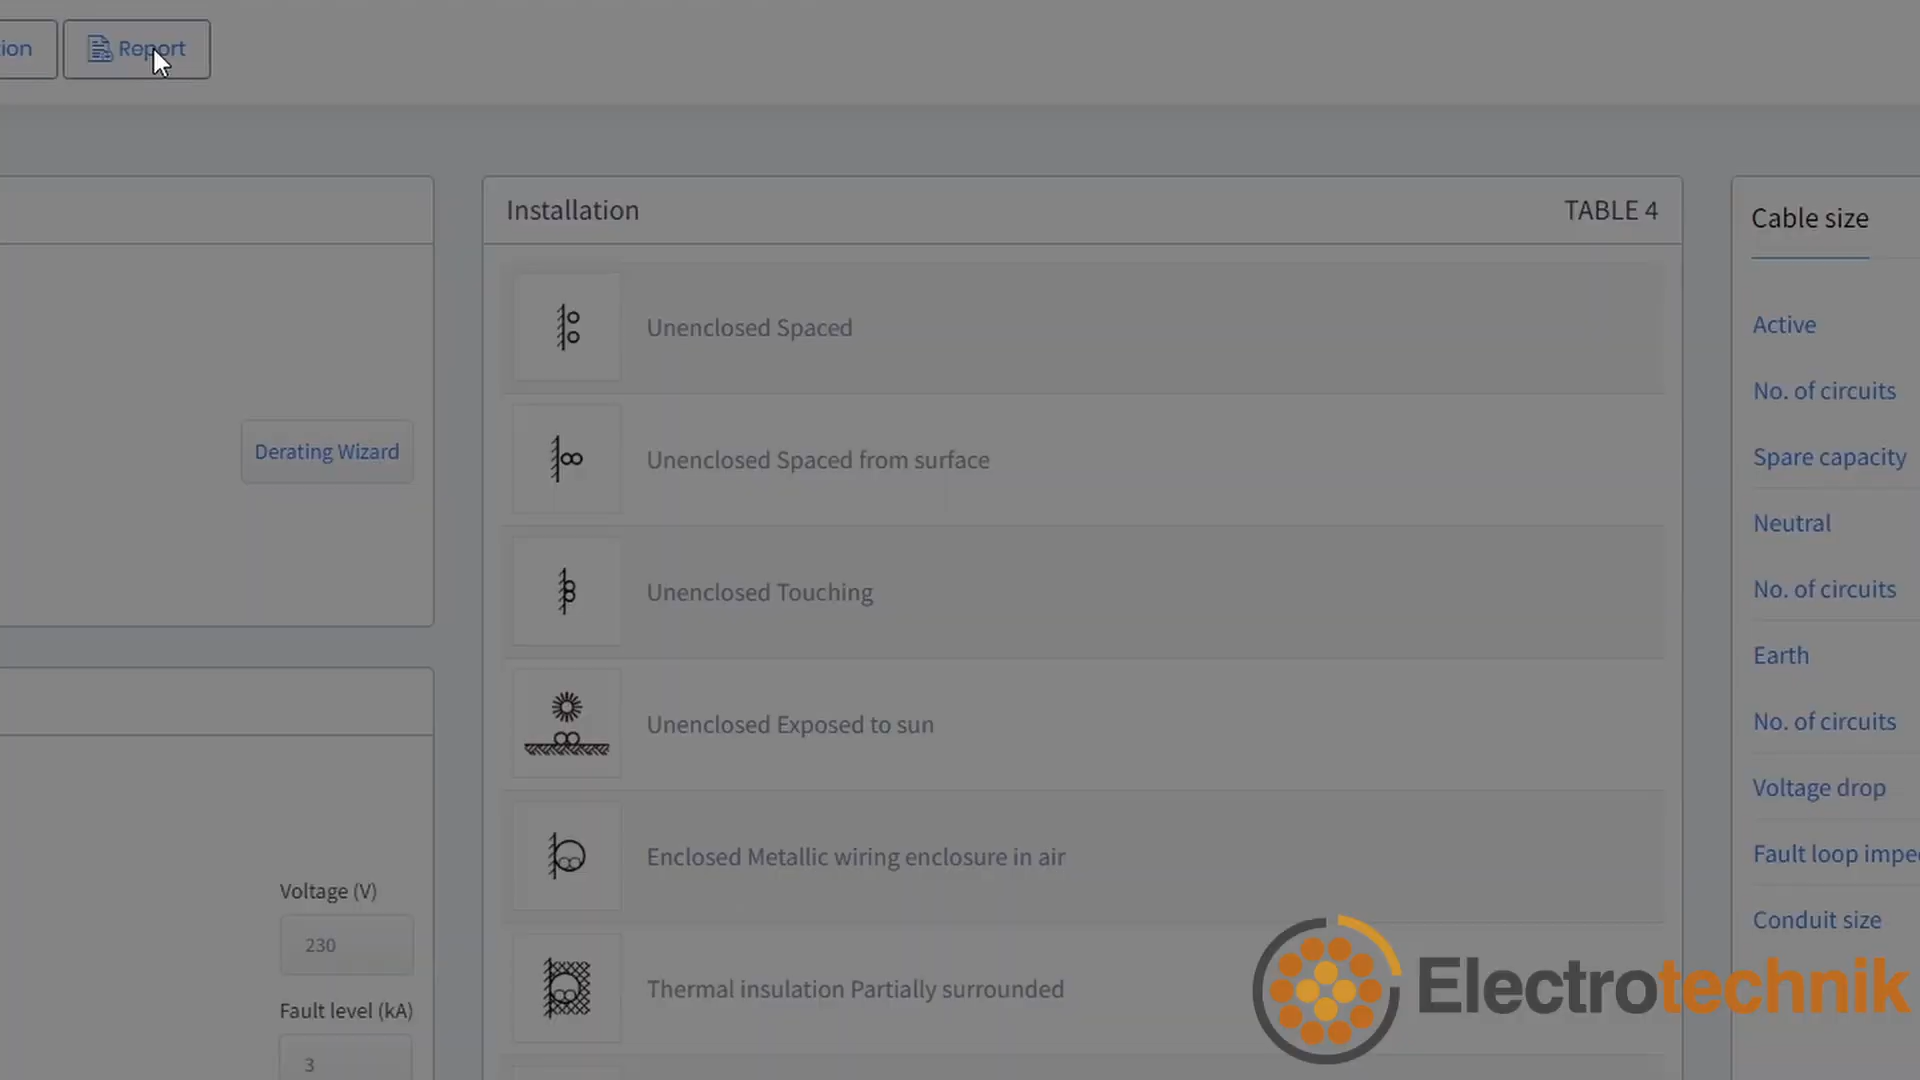 ion
Report
Installation
TABLE 4
Unenclosed Spaced
Unenclosed Spaced from surface
Unenclosed Touching
Unenclosed Exposed to sun
Enclosed Metallic wiring enclosure in air
Thermal insulation Partially surrounded
Derating Wizard
Voltage (V)
230
Fault level (kA)
3
Cable size
Active
No. of circuits
Spare capacity
Neutral
No. of circuits
Earth
No. of circuits
Voltage drop
Fault loop impe
Conduit size
Electrotechnik